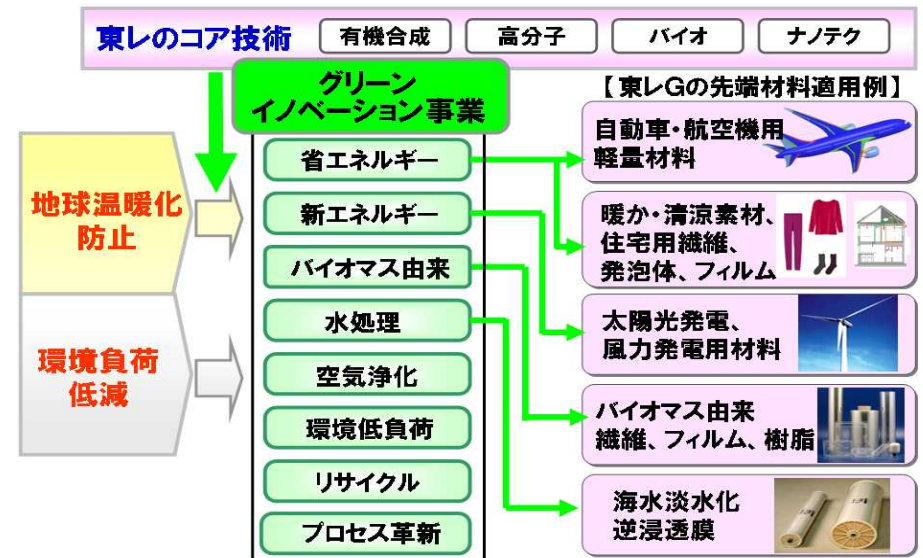 東レのコア技術
有機合成
高分子
バイオ
ナノテク
グリーン
イノベーション事業
省エネルギー
新エネルギー
バイオマス由来
水処理
空気浄化
環境低負荷
リサイクル
プロセス革新
地球温暖化
防止
環境負荷
低減
【東レGの先端材料適用例】
自動車・航空機用
軽量材料
暖か・清涼素材、
住宅用繊維、
発泡体、フィルム
太陽光発電、
風力発電用材料
バイオマス由来
繊維、フィルム、樹脂
海水淡水化
逆浸透膜